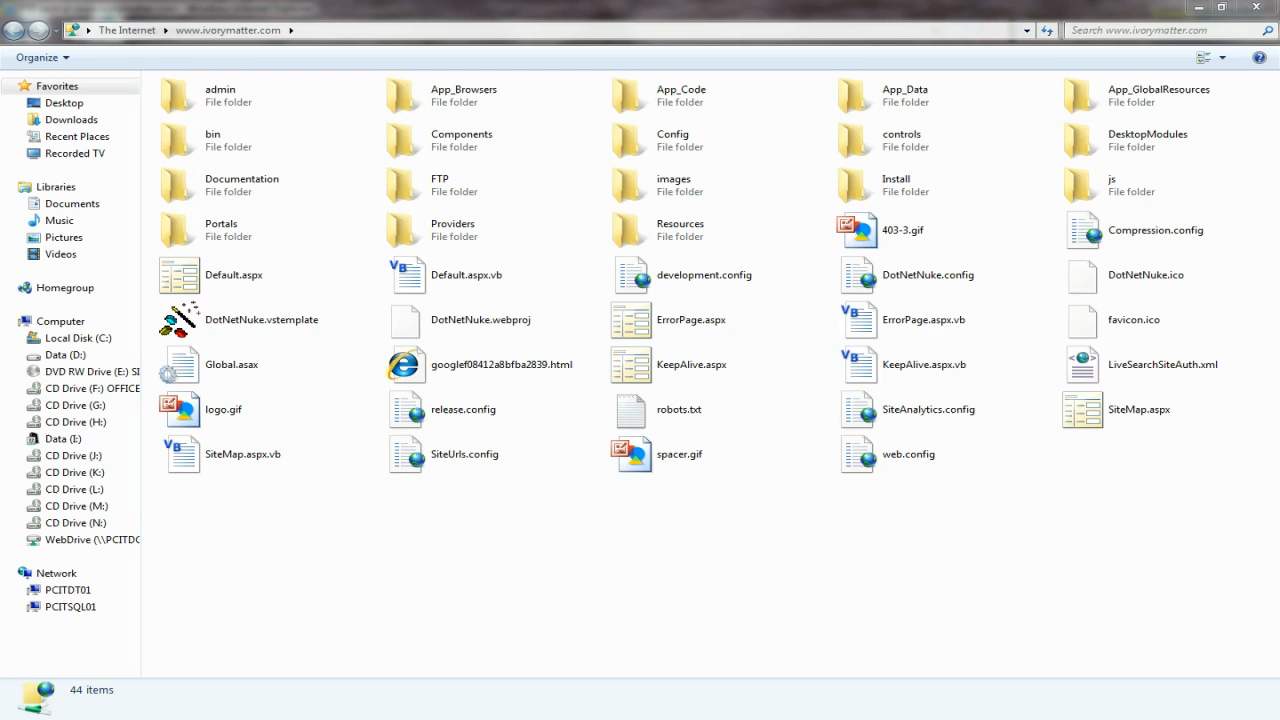 The Internet
www.ivorymatter.com
Search www.ivorymatter.com
Organize
Favorites
Desktop
Downloads
Recent Places
Recorded TV
Libraries
Documents
Music
Pictures
Videos
Homegroup
Computer
Local Disk (C:)
Data (D:)
DVD RW Drive (E:) SI
CD Drive (F:) OFFICE
CD Drive (G:)
CD Drive (H:)
Data (I:)
CD Drive (J:)
CD Drive (K:)
CD Drive (L:)
CD Drive (M:)
CD Drive (N:)
WebDrive (\\PCITDC
Network
PCITDT01
PCITSQL01
admin
File folder
App_Browsers
File folder
App_Code
File folder
App_Data
File folder
App_GlobalResources
File folder
bin
File folder
Components
File folder
Config
File folder
controls
File folder
DesktopModules
File folder
Documentation
File folder
FTP
File folder
images
File folder
Install
File folder
js
File folder
Portals
File folder
Providers
File folder
Resources
File folder
403-3.gif
Compression.config
Default.aspx
Default.aspx.vb
development.config
DotNetNuke.config
DotNetNuke.ico
DotNetNuke.vstemplate
DotNetNuke.webproj
ErrorPage.aspx
ErrorPage.aspx.vb
favicon.ico
Global.asax
googlef08412a8bfba2839.html
KeepAlive.aspx
KeepAlive.aspx.vb
LiveSearchSiteAuth.xml
logo.gif
release.config
robots.txt
SiteAnalytics.config
SiteMap.aspx
SiteMap.aspx.vb
SiteUrls.config
spacer.gif
web.config
44 items